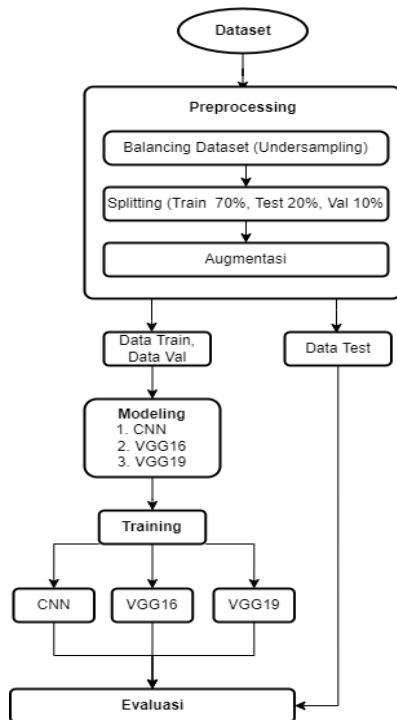 Dataset
Preprocessing
Balancing Dataset (Undersampling)
Splitting (Train 70%, Test 20%, Val 10%
Augmentasi
Data Train,
Data Val
Data Test
Modeling
1. CNN
2. VGG16
3. VGG19
Training
CNN
VGG16
VGG19
Evaluasi